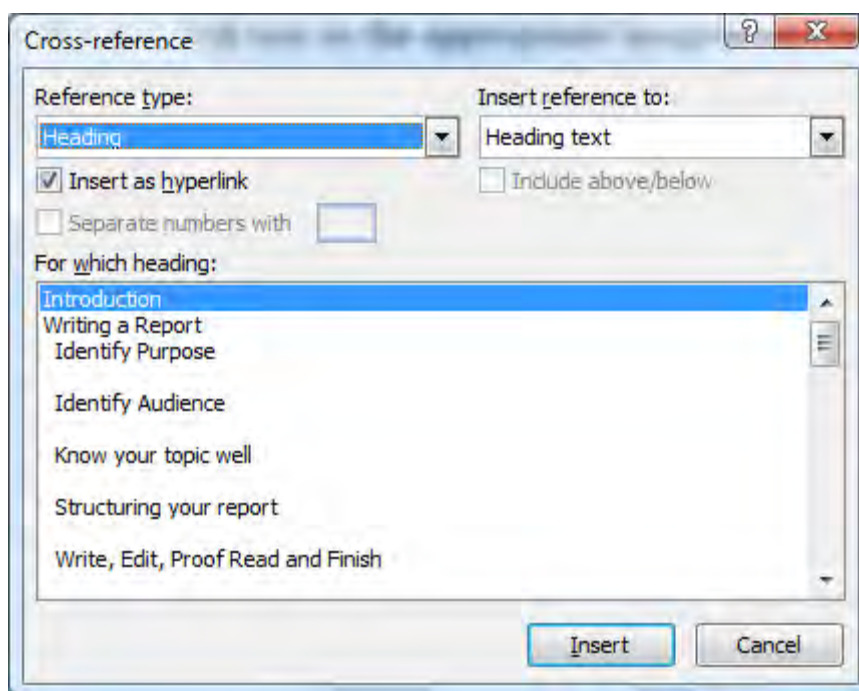 Cross-reference
Reference type: Insert reference to:
Heading Heading text
Insert as hyperlink Include above/below
Separate numbers with
For which heading:
Introduction
Writing a Report
Identify Purpose
Identify Audience
Know your topic well
Structuring your report
Write, Edit, Proof Read and Finish
Insert Cancel